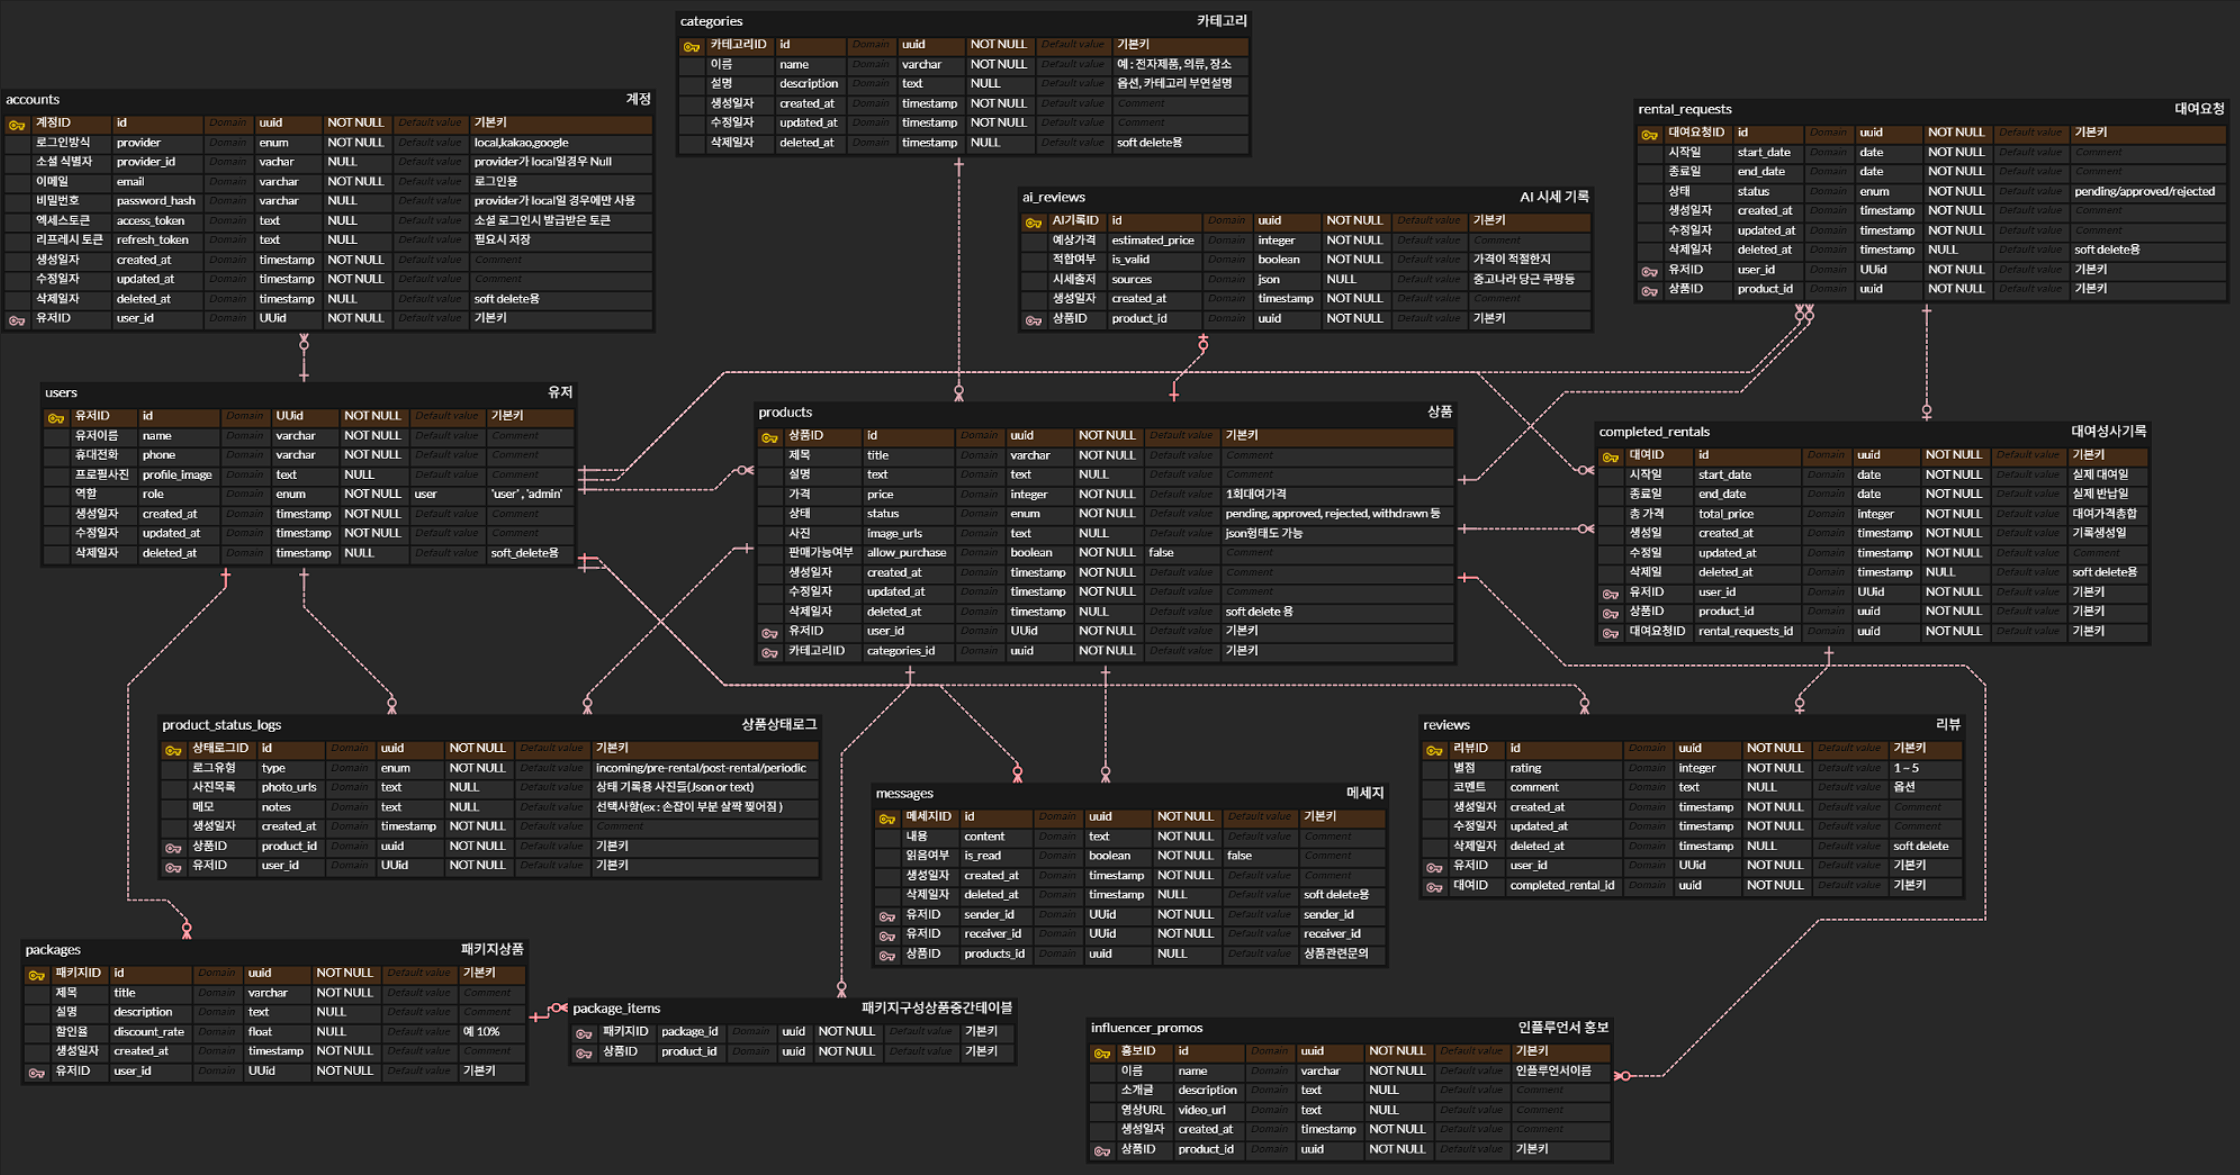 categories 카테고리
카테고리ID id Domain uuid NOT NULL Default value 기본키
이름 name Domain varchar NOT NULL Default value 예 : 전자제품, 의류, 장소
설명 description Domain text NULL Default value 옵션, 카테고리 부연설명
생성일자 created_at Domain timestamp NOT NULL Default value Comment
수정일자 updated_at Domain timestamp NOT NULL Default value Comment
삭제일자 deleted_at Domain timestamp NULL Default value soft delete용
accounts 계정
계정ID id Domain uuid NOT NULL Default value 기본키
로그인방식 provider Domain enum NOT NULL Default value local,kakao,google
소셜 식별자 provider_id Domain vachar NULL Default value provider가 local일경우 Null
이메일 email Domain varchar NOT NULL Default value 로그인용
비밀번호 password_hash Domain varchar NULL Default value provider가 local일 경우에만 사용
엑세스토큰 access_token Domain text NULL Default value 소셜 로그인시 발급받은 토큰
리프레시 토큰 refresh_token Domain text NULL Default value 필요시 저장
생성일자 created_at Domain timestamp NOT NULL Default value Comment
수정일자 updated_at Domain timestamp NOT NULL Default value Comment
삭제일자 deleted_at Domain timestamp NULL Default value soft delete용
유저ID user_id Domain UUid NOT NULL Default value 기본키
rental_requests 대여요청
대여요청ID id Domain uuid NOT NULL Default value 기본키
시작일 start_date Domain date NOT NULL Default value Comment
종료일 end_date Domain date NOT NULL Default value Comment
상태 status Domain enum NOT NULL Default value pending/approved/rejected
생성일자 created_at Domain timestamp NOT NULL Default value Comment
수정일자 updated_at Domain timestamp NOT NULL Default value Comment
삭제일자 deleted_at Domain timestamp NULL Default value soft delete용
유저ID user_id Domain UUid NOT NULL Default value 기본키
상품ID product_id Domain uuid NOT NULL Default value 기본키
ai_reviews AI 시세 기록
AI기록ID id Domain uuid NOT NULL Default value 기본키
예상가격 estimated_price Domain integer NOT NULL Default value Comment
적합여부 is_valid Domain boolean NOT NULL Default value 가격이 적절한지
시세출저 sources Domain json NULL Default value 중고나라 당근 쿠팡등
생성일자 created_at Domain timestamp NOT NULL Default value Comment
상품ID product_id Domain uuid NOT NULL Default value 기본키
users 유저
유저ID id Domain UUid NOT NULL Default value 기본키
유저이름 name Domain varchar NOT NULL Default value Comment
휴대전화 phone Domain varchar NOT NULL Default value Comment
프로필사진 profile_image Domain text NULL Default value Comment
역할 role Domain enum NOT NULL user 'user' , 'admin'
생성일자 created_at Domain timestamp NOT NULL Default value Comment
수정일자 updated_at Domain timestamp NOT NULL Default value Comment
삭제일자 deleted_at Domain timestamp NULL Default value soft_delete용
products 상품
상품ID id Domain uuid NOT NULL Default value 기본키
제목 title Domain varchar NOT NULL Default value Comment
설명 text Domain text NULL Default value Comment
가격 price Domain integer NOT NULL Default value 1회대여가격
상태 status Domain enum NOT NULL Default value pending, approved, rejected, withdrawn 등
사진 image_urls Domain text NULL Default value json형태도 가능
판매가능여부 allow_purchase Domain boolean NOT NULL false Comment
생성일자 created_at Domain timestamp NOT NULL Default value Comment
수정일자 updated_at Domain timestamp NOT NULL Default value Comment
삭제일자 deleted_at Domain timestamp NULL Default value soft delete 용
유저ID user_id Domain UUid NOT NULL Default value 기본키
카테고리ID categories_id Domain uuid NOT NULL Default value 기본키
completed_rentals 대여성사기록
대여ID id Domain uuid NOT NULL Default value 기본키
시작일 start_date Domain date NOT NULL Default value 실제 대여일
종료일 end_date Domain date NOT NULL Default value 실제 반납일
총 가격 total_price Domain integer NOT NULL Default value 대여가격총합
생성일 created_at Domain timestamp NOT NULL Default value 기록생성일
수정일 updated_at Domain timestamp NOT NULL Default value Comment
삭제일 deleted_at Domain timestamp NULL Default value soft delete용
유저ID user_id Domain UUid NOT NULL Default value 기본키
상품ID product_id Domain uuid NOT NULL Default value 기본키
대여요청ID rental_requests_id Domain uuid NOT NULL Default value 기본키
product_status_logs 상품상태로그
상태로그ID id Domain uuid NOT NULL Default value 기본키
로그유형 type Domain enum NOT NULL Default value incoming/pre-rental/post-rental/periodic
사진목록 photo_urls Domain text NULL Default value 상태 기록용 사진들(Json or text)
메모 notes Domain text NULL Default value 선택사항(ex : 손잡이 부분 살짝 찢어짐 )
생성일자 created_at Domain timestamp NOT NULL Default value Comment
상품ID product_id Domain uuid NOT NULL Default value 기본키
유저ID user_id Domain UUid NOT NULL Default value 기본키
reviews 리뷰
리뷰ID id Domain uuid NOT NULL Default value 기본키
별점 rating Domain integer NOT NULL Default value 1 ~ 5
코멘트 comment Domain text NULL Default value 옵션
생성일자 created_at Domain timestamp NOT NULL Default value Comment
수정일자 updated_at Domain timestamp NOT NULL Default value Comment
삭제일자 deleted_at Domain timestamp NULL Default value soft delete
유저ID user_id Domain UUid NOT NULL Default value 기본키
대여ID completed_rental_id Domain uuid NOT NULL Default value 기본키
messages 메세지
메세지ID id Domain uuid NOT NULL Default value 기본키
내용 content Domain text NOT NULL Default value Comment
읽음여부 is_read Domain boolean NOT NULL false Comment
생성일자 created_at Domain timestamp NOT NULL Default value Comment
삭제일자 deleted_at Domain timestamp NULL Default value soft delete용
유저ID sender_id Domain UUid NOT NULL Default value sender_id
유저ID receiver_id Domain UUid NOT NULL Default value receiver_id
상품ID products_id Domain uuid NULL Default value 상품관련문의
packages 패키지상품
패키지ID id Domain uuid NOT NULL Default value 기본키
제목 title Domain varchar NOT NULL Default value Comment
설명 description Domain text NULL Default value Comment
할인율 discount_rate Domain float NULL Default value 예 10%
생성일자 created_at Domain timestamp NOT NULL Default value Comment
유저ID user_id Domain UUid NOT NULL Default value 기본키
package_items 패키지구성상품중간테이블
패키지ID package_id Domain uuid NOT NULL Default value 기본키
상품ID product_id Domain uuid NOT NULL Default value 기본키
influencer_promos 인플루언서 홍보
홍보ID id Domain uuid NOT NULL Default value 기본키
이름 name Domain varchar NOT NULL Default value 인플루언서이름
소개글 description Domain text NULL Default value Comment
영상URL video_url Domain text NULL Default value Comment
생성일자 created_at Domain timestamp NOT NULL Default value Comment
상품ID product_id Domain uuid NOT NULL Default value 기본키